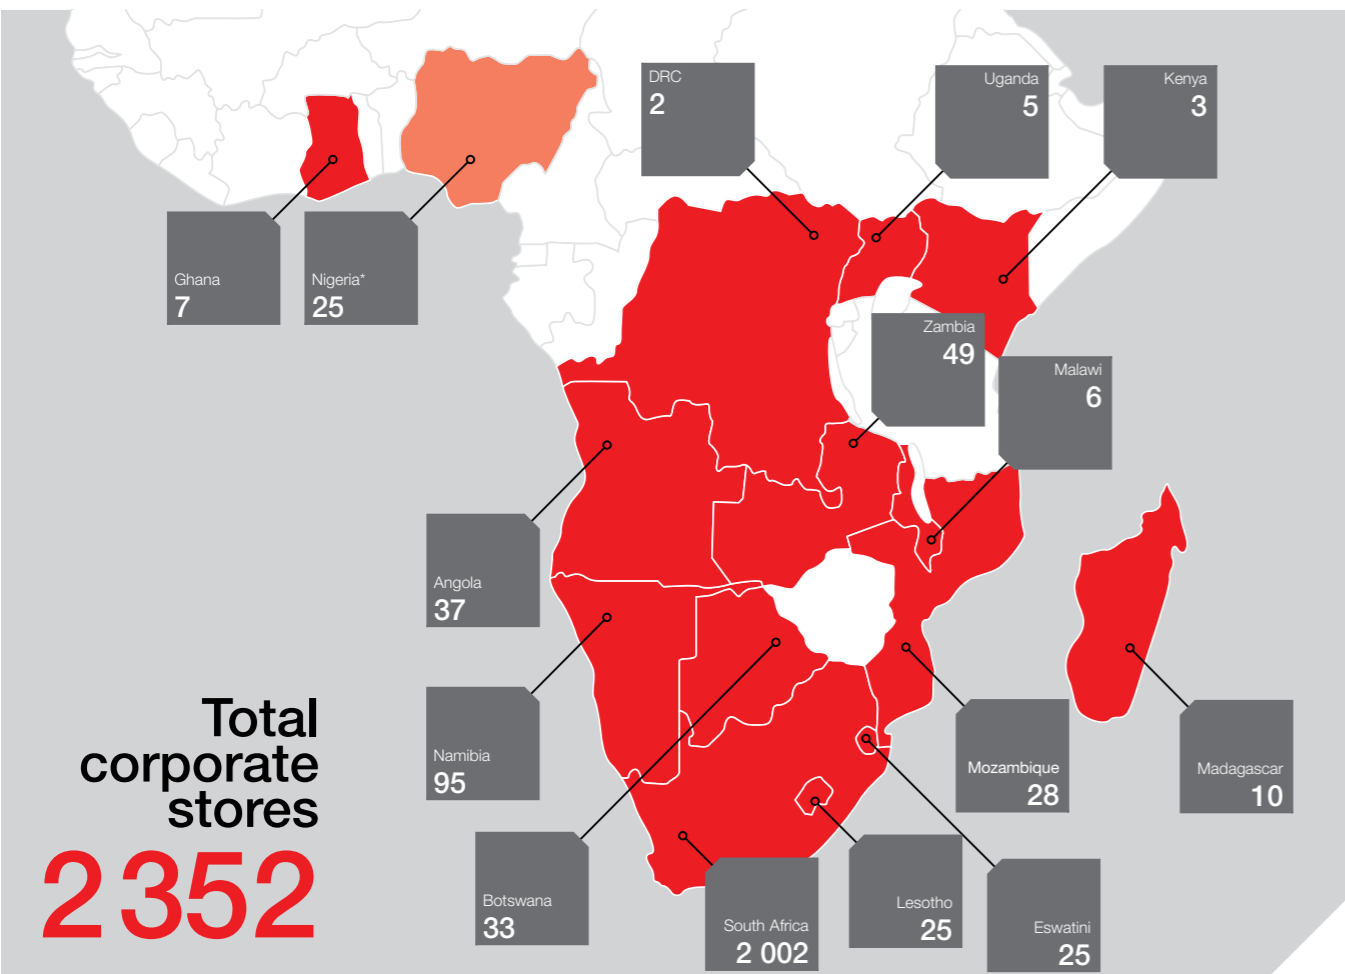 DRC
2
Uganda
5
Kenya
3
Ghana
7
Nigeria*
25
Zambia
49
Malawi
6
Angola
37
Namibia
95
Mozambique
28
Madagascar
10
Botswana
33
South Africa
2 002
Lesotho
25
Eswatini
25
Total
corporate
stores
2 352